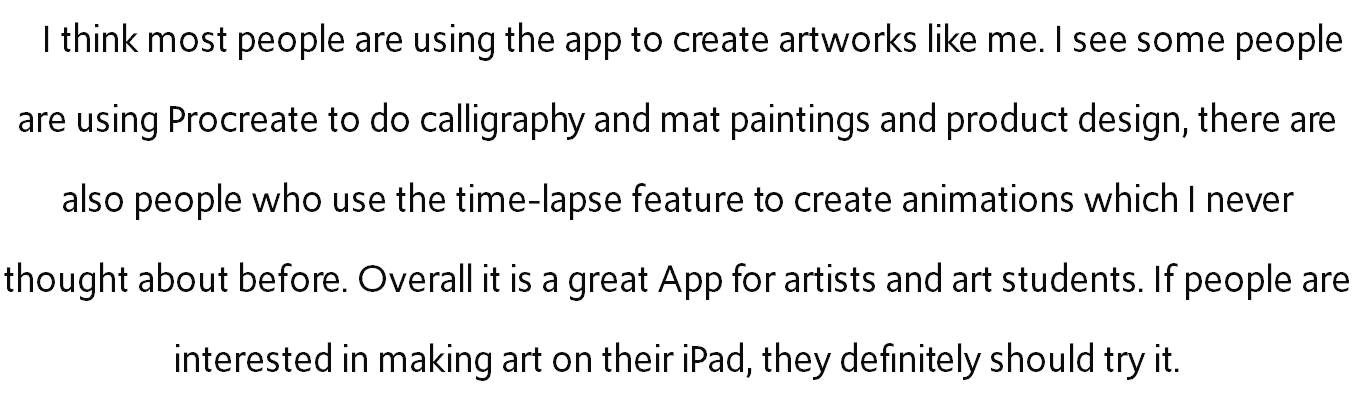 I think most people are using the app to create artworks like me. I see some people
are using Procreate to do calligraphy and mat paintings and product design, there are
also people who use the time-lapse feature to create animations which I never
thought about before. Overall it is a great App for artists and art students. If people are
interested in making art on their iPad, they definitely should try it.